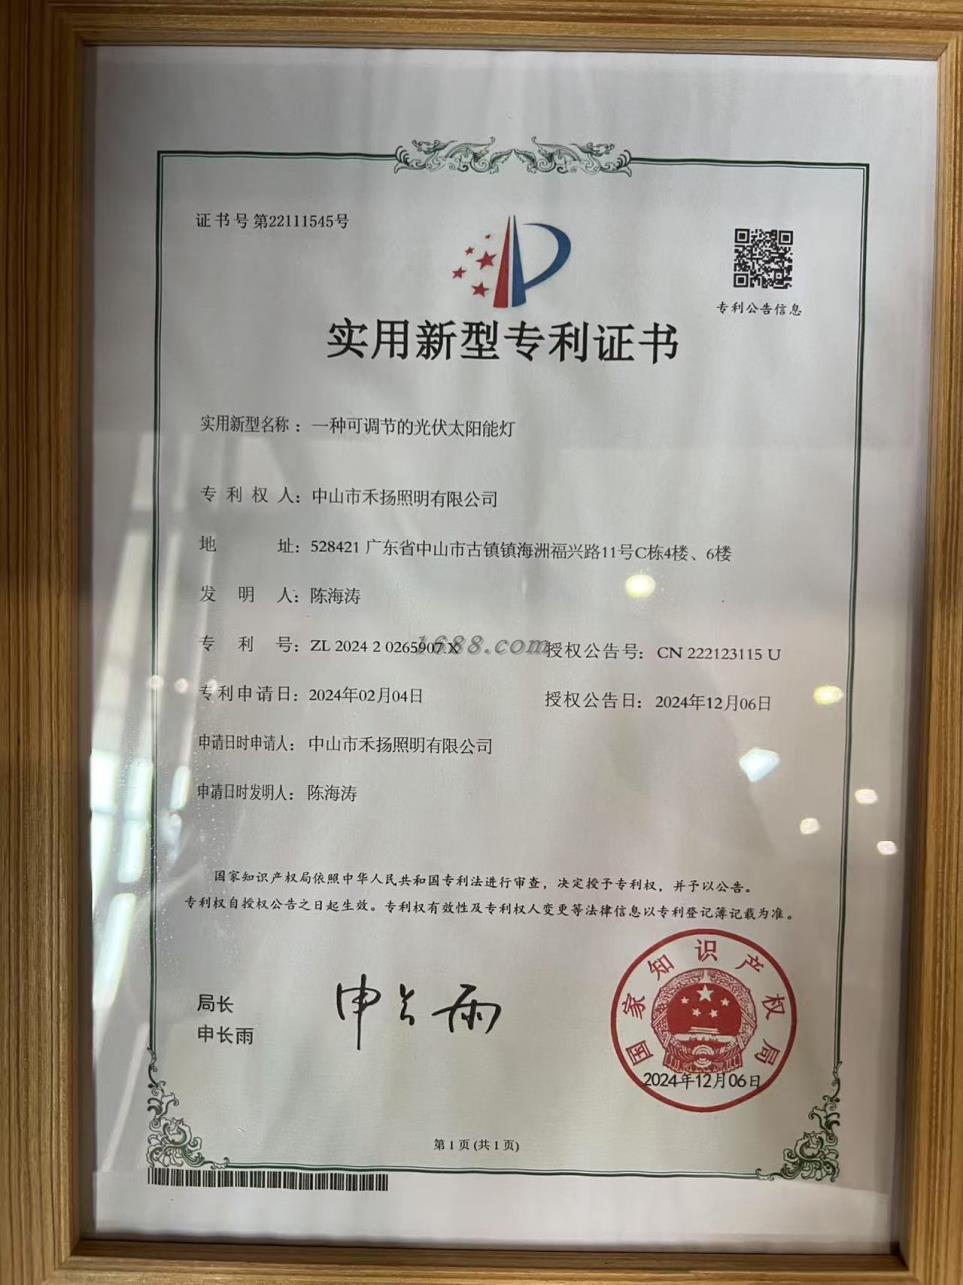 证书号 第22111545号
专利公告信息
实用新型专利证书
实用新型名称：一种可调节的光伏太阳能灯
专利权人：中山市禾扬照明有限公司
地址：528421 广东省中山市古镇镇海洲福兴路11号C栋4楼、6楼
发明人：陈海涛
专利号：ZL 2024 2 0265907.X 授权公告号：CN 222123115 U
1688.com
专利申请日：2024年02月04日 授权公告日：2024年12月06日
申请日时申请人：中山市禾扬照明有限公司
申请日时发明人：陈海涛
国家知识产权局依照中华人民共和国专利法进行审查，决定授予专利权，并予以公告。
专利权自授权公告之日起生效。专利权有效性及专利权人变更等法律信息以专利登记簿记载为准。
局长
申长雨
申长雨
国家知识产权局
2024年12月06日
第 1 页 (共 1 页)